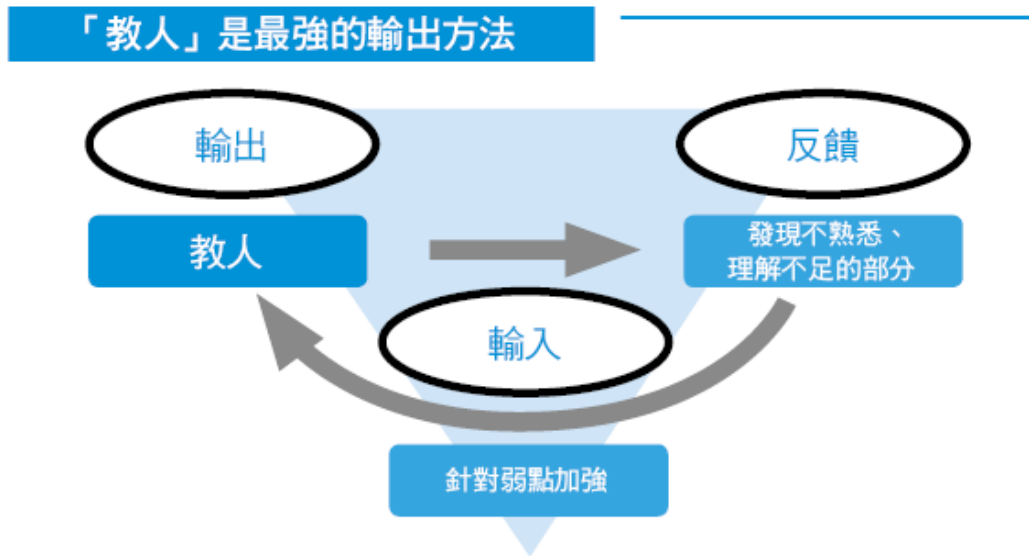 「教人」是最強的輸出方法
輸出
反饋
教人
發現不熟悉、
理解不足的部分
輸入
針對弱點加強